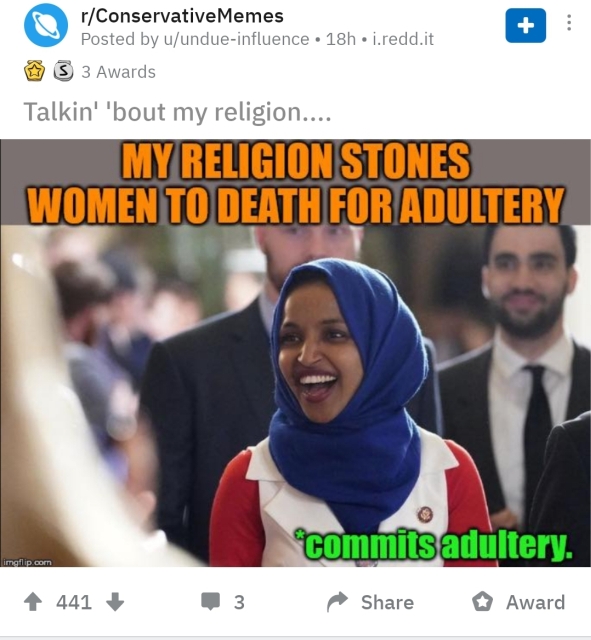 r/ConservativeMemes
Posted by u/undue-influence • 18h • i.redd.it
3 Awards
Talkin' 'bout my religion....
MY RELIGION STONES
WOMEN TO DEATH FOR ADULTERY
*commits adultery.
imgflip.com
441
3
Share
Award